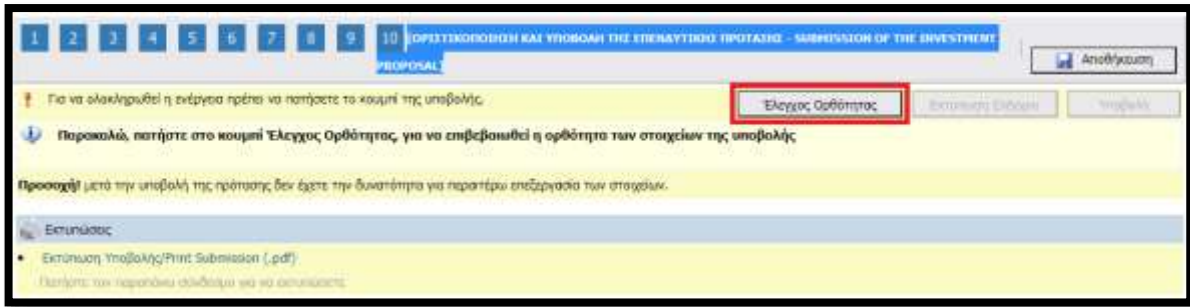 1 2 3 4 5 6 7 8 9 10 [ΟΡΙΣΤΙΚΟΠΟΙΗΣΗ ΚΑΙ ΥΠΟΒΟΛΗ ΤΗΣ ΕΠΕΝΔΥΤΙΚΗΣ ΠΡΟΤΑΣΗΣ - SUBMISSION OF THE INVESTMENT
PROPOSAL]
Αποθήκευση
Για να ολοκληρωθεί η ενέργεια πρέπει να πατήσετε το κουμπί της υποβολής.
Έλεγχος Ορθότητας
Εκτύπωση Υποβολή
Παρακαλώ, πατήστε στο κουμπί Έλεγχος Ορθότητας, για να επιβεβαιωθεί η ορθότητα των στοιχείων της υποβολής
Προσοχή! μετά την υποβολή της πρότασης δεν έχετε την δυνατότητα για περαιτέρω επεξεργασία των στοιχείων.
Εκτυπώσεις
• Εκτύπωση Υποβολής/Print Submission (.pdf)
Πατήστε τον παραπάνω σύνδεσμο για να εκτυπώσετε